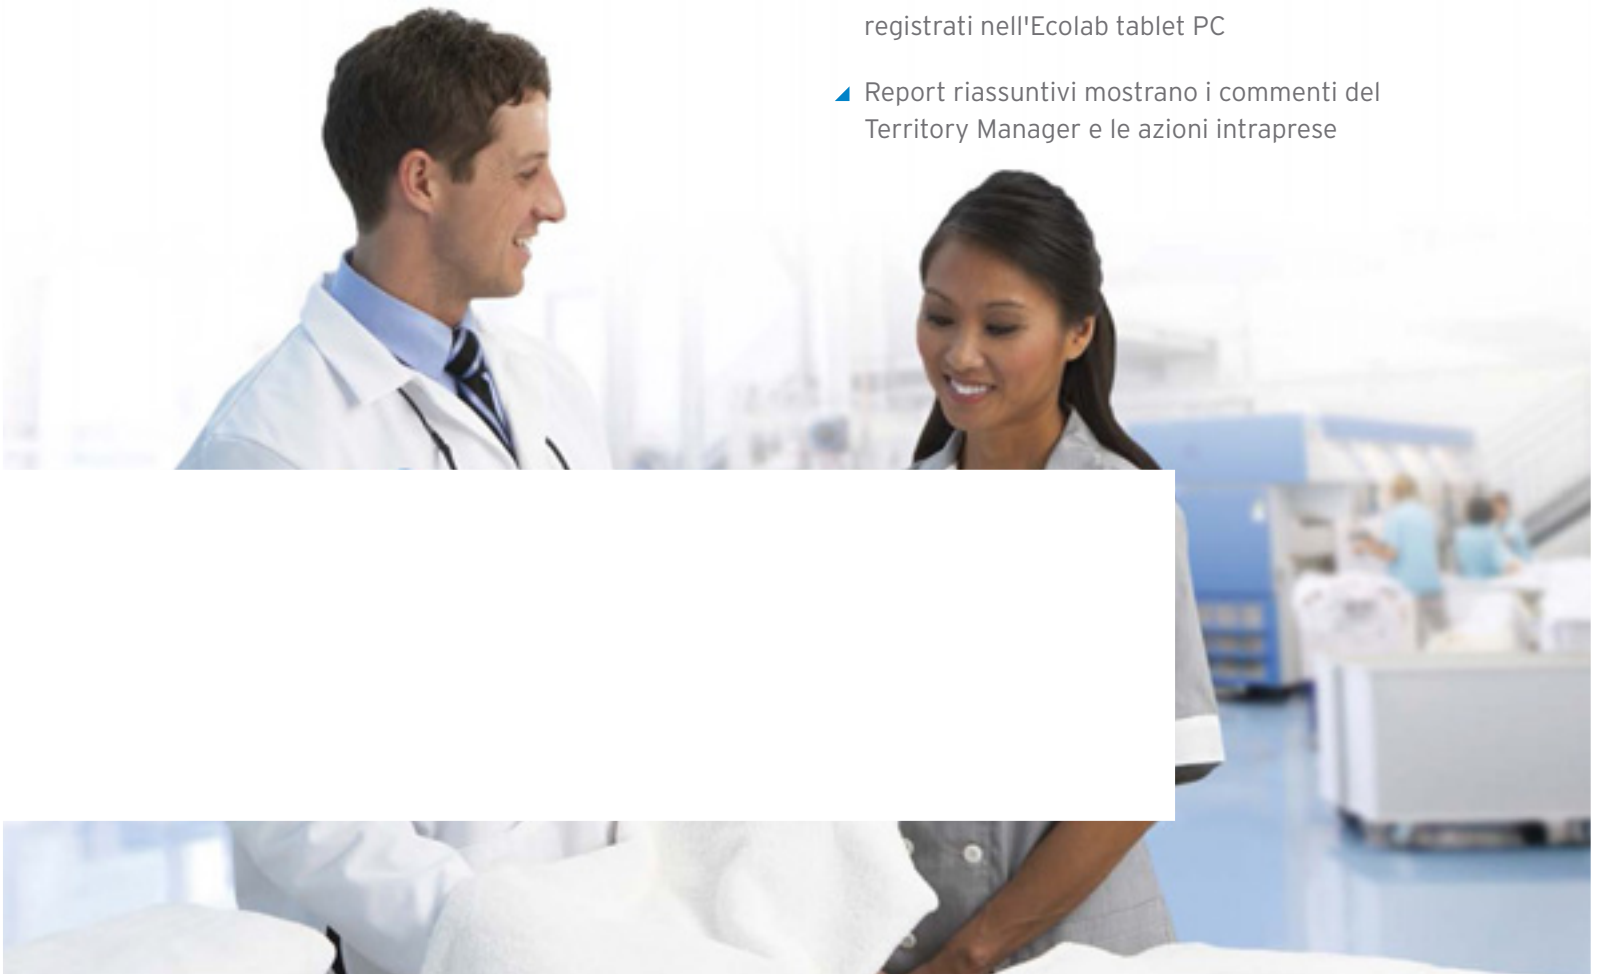 registrati nell'Ecolab tablet PC
Report riassuntivi mostrano i commenti del
Territory Manager e le azioni intraprese